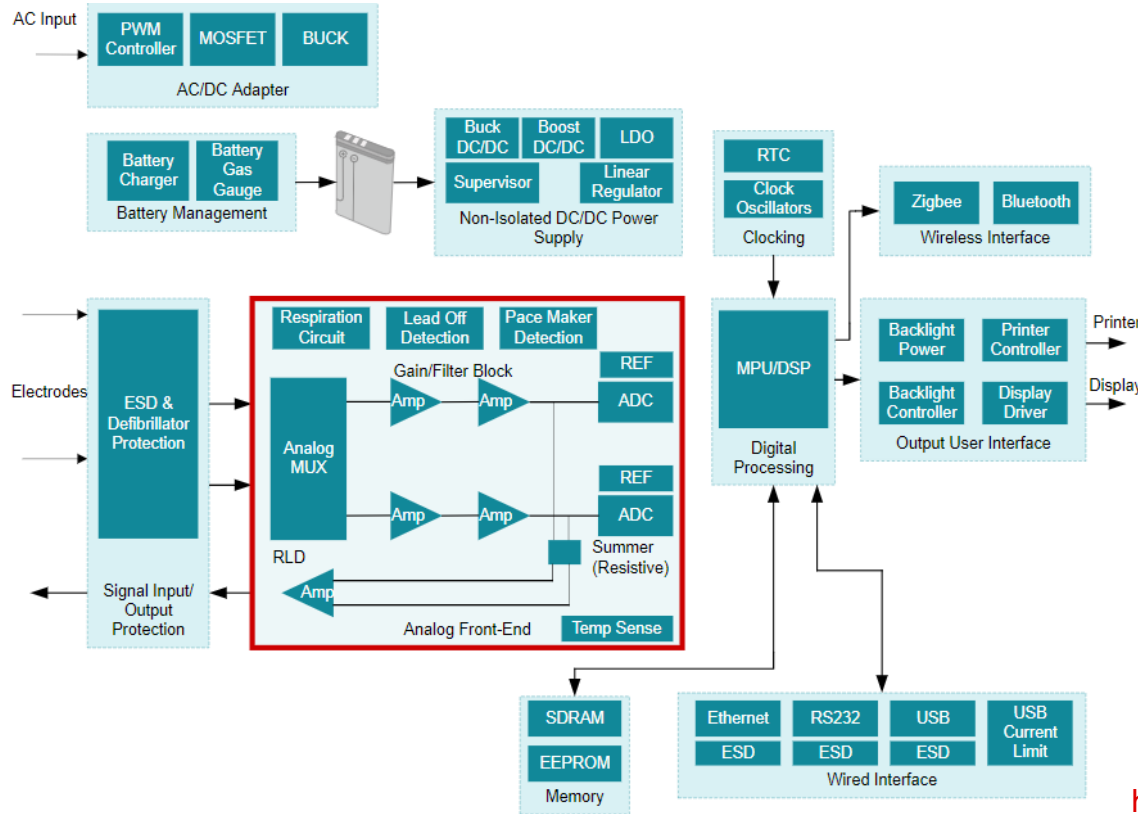 AC Input
PWM
Controller
MOSFET
BUCK
AC/DC Adapter
Battery
Charger
Battery
Gas
Gauge
Battery Management
Buck
DC/DC
Boost
DC/DC
LDO
Supervisor
Linear
Regulator
Non-Isolated DC/DC Power
Supply
RTC
Clock
Oscillators
Clocking
Zigbee
Bluetooth
Wireless Interface
Electrodes
ESD &
Defibrillator
Protection
Signal Input/
Output
Protection
Respiration
Circuit
Lead Off
Detection
Pace Maker
Detection
Gain/Filter Block
REF
Amp
Amp
ADC
Analog
MUX
REF
Amp
Amp
ADC
RLD
Summer
(Resistive)
Amp
Analog Front-End
Temp Sense
MPU/DSP
Digital
Processing
Backlight
Power
Printer
Controller
Backlight
Controller
Display
Driver
Output User Interface
Printer
Display
SDRAM
EEPROM
Memory
Ethernet
RS232
USB
USB
Current
Limit
ESD
ESD
ESD
Wired Interface
h